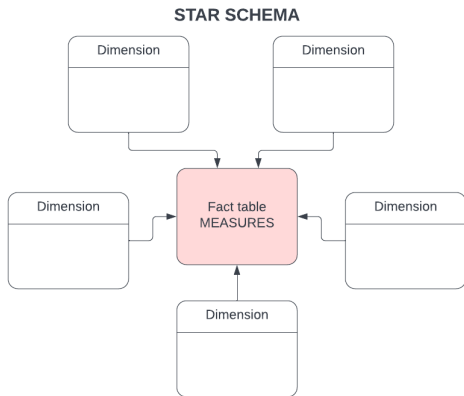 STAR SCHEMA
Dimension
Dimension
Dimension
Fact table
MEASURES
Dimension
Dimension